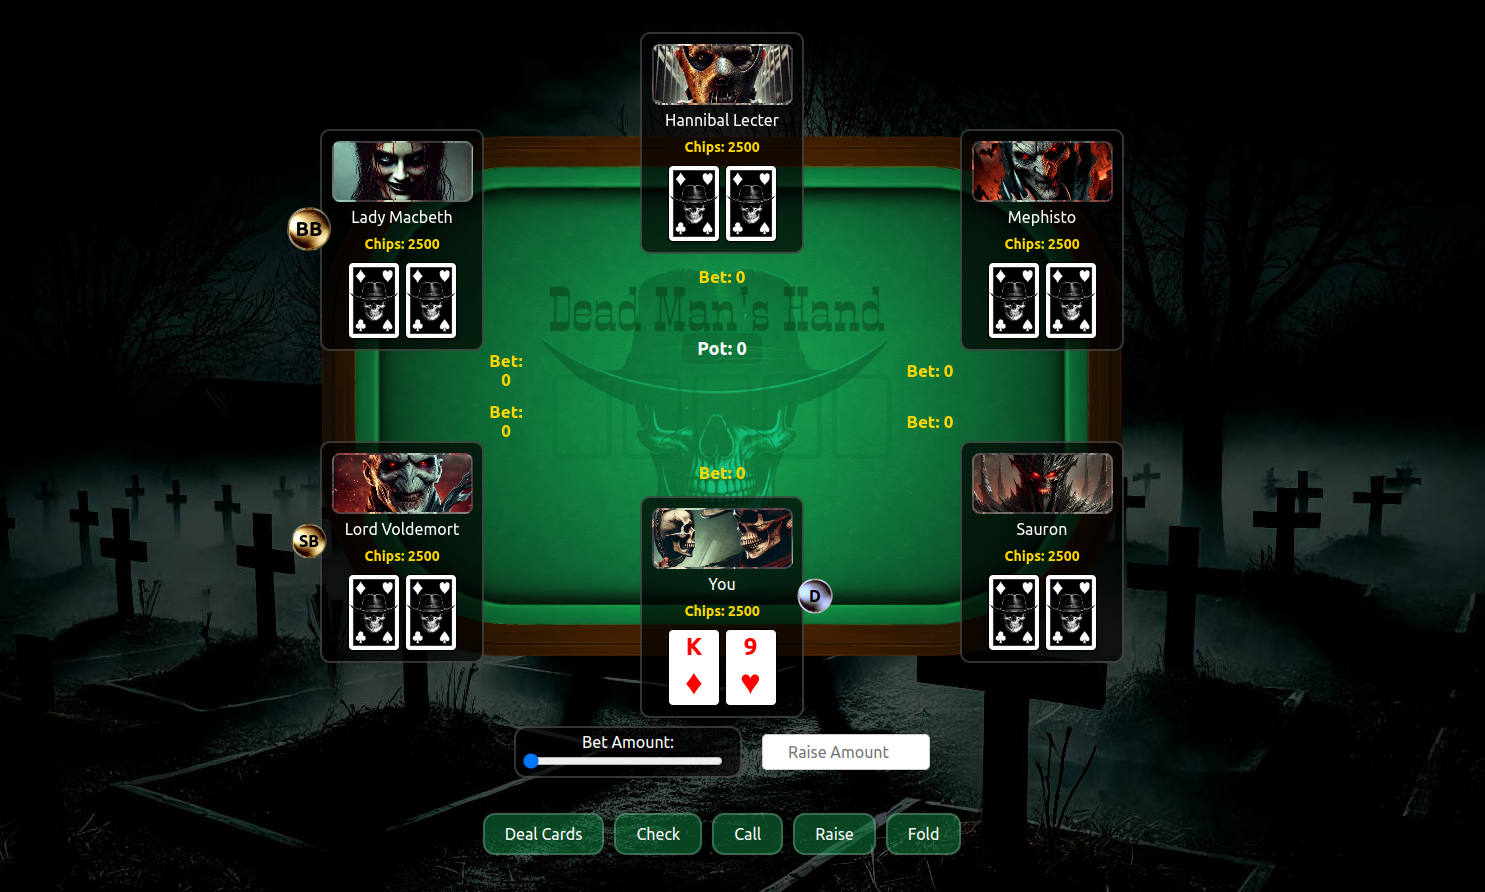 Hannibal Lecter
Chips: 2500
Lady Macbeth
Chips: 2500
BB
Mephisto
Chips: 2500
Bet: 0
Dead Man's Hand
Pot: 0
Bet:
0
Bet: 0
Bet:
0
Bet: 0
Bet: 0
Lord Voldemort
Chips: 2500
SB
Sauron
Chips: 2500
You
Chips: 2500
D
K
9
Bet Amount:
Raise Amount
Deal Cards
Check
Call
Raise
Fold